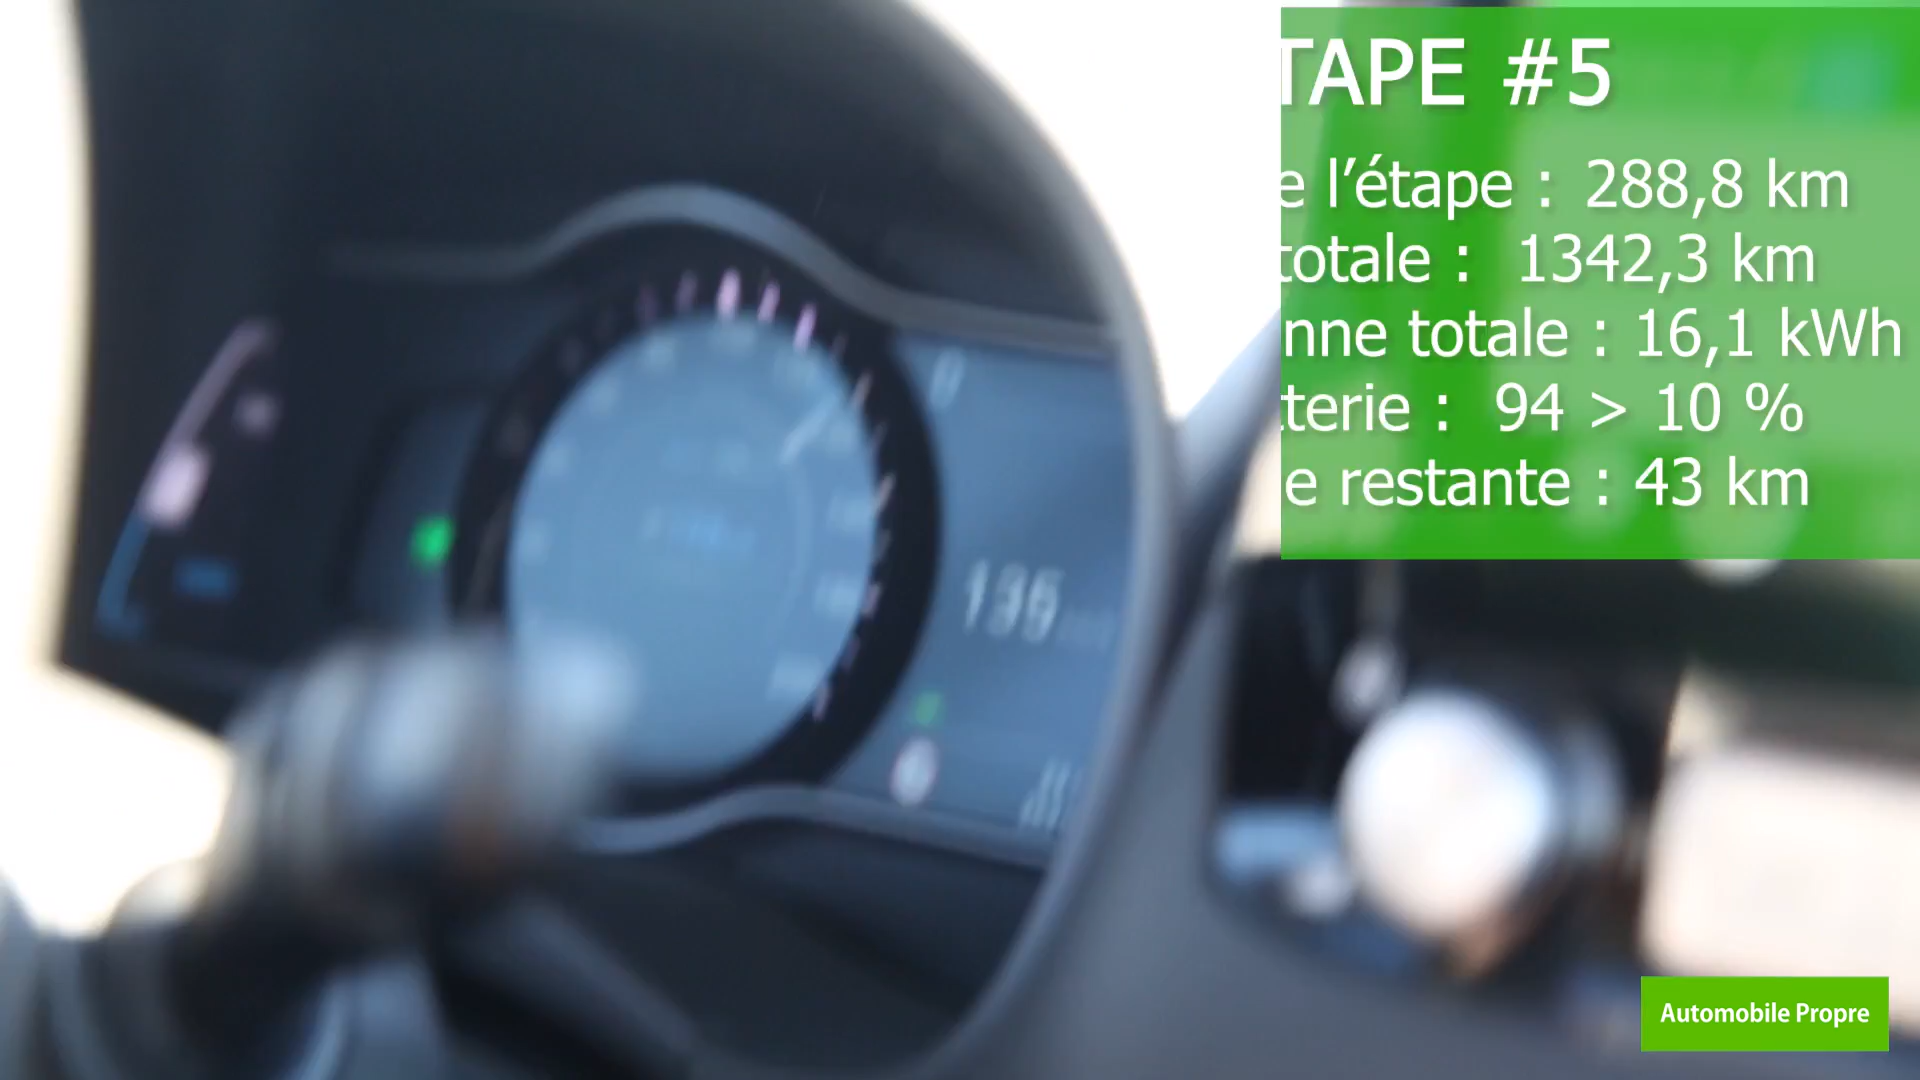 TAPE #5
e l’étape : 288,8 km
totale : 1342,3 km
nne totale : 16,1 kWh
tterie : 94 > 10 %
e restante : 43 km
Automobile Propre